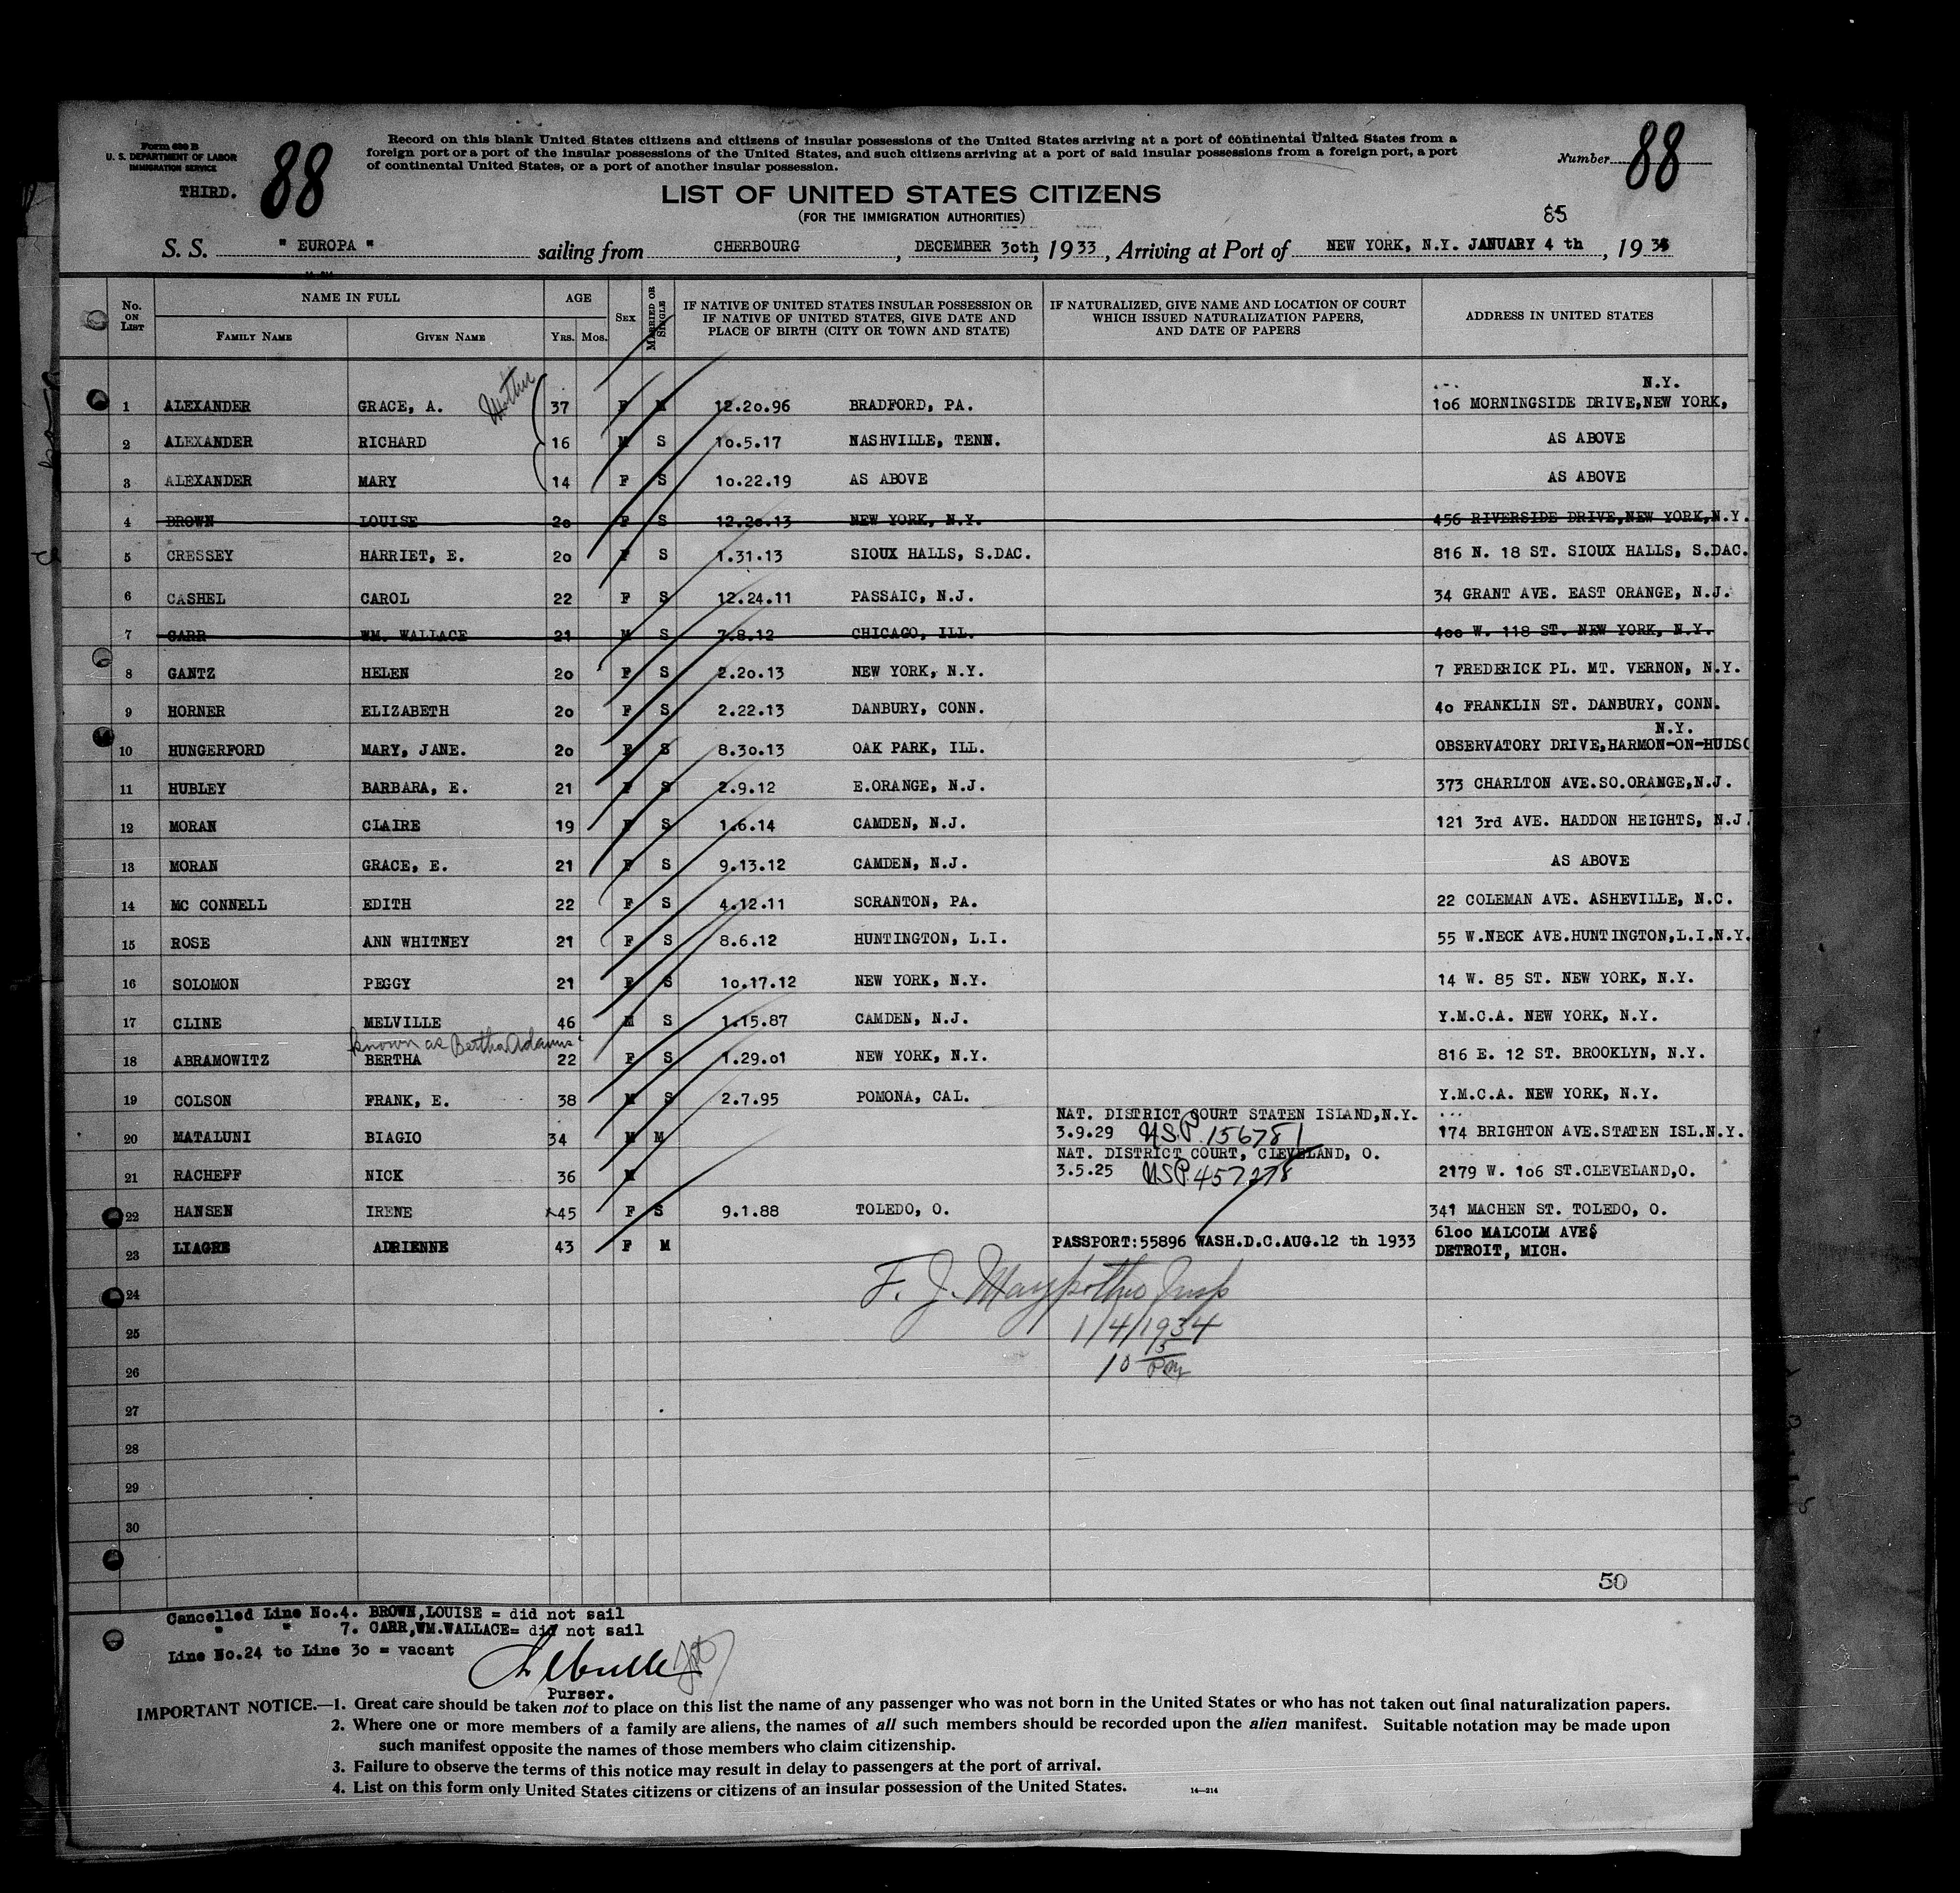 Form 630 B
U. S. DEPARTMENT OF LABOR
IMMIGRATION SERVICE
THIRD.
88
Record on this blank United States citizens and citizens of insular possessions of the United States arriving at a port of continental United States from a
foreign port or a port of the insular possessions of the United States, and such citizens arriving at a port of said insular possessions from a foreign port, a port
of continental United States, or a port of another insular possession.
Number 88
LIST OF UNITED STATES CITIZENS
(FOR THE IMMIGRATION AUTHORITIES)
85
S. S. " EUROPA " sailing from CHERBOURG, DECEMBER 3oth, 1933, Arriving at Port of NEW YORK, N.Y. JANUARY 4 th, 1934
No. ON LIST NAME IN FULL AGE SEX MARRIED OR SINGLE IF NATIVE OF UNITED STATES INSULAR POSSESSION OR IF NATIVE OF UNITED STATES, GIVE DATE AND PLACE OF BIRTH (CITY OR TOWN AND STATE) IF NATURALIZED, GIVE NAME AND LOCATION OF COURT WHICH ISSUED NATURALIZATION PAPERS, AND DATE OF PAPERS ADDRESS IN UNITED STATES
FAMILY NAME GIVEN NAME YRS. MOS.
N.Y.
1 ALEXANDER GRACE, A. Mother 37 F M 12.20.96 BRADFORD, PA. 1o6 MORNINGSIDE DRIVE,NEW YORK,
2 ALEXANDER RICHARD 16 M S 1o.5.17 NASHVILLE, TENN. AS ABOVE
3 ALEXANDER MARY 14 F S 1o.22.19 AS ABOVE AS ABOVE
4 BROWN LOUISE 2o F S 12.2o.13 NEW YORK, N.Y. 456 RIVERSIDE DRIVE,NEW YORK,N.Y.
5 CRESSEY HARRIET, E. 2o F S 1.31.13 SIOUX HALLS, S.DAC. 816 N. 18 ST. SIOUX HALLS, S.DAC.
6 CASHEL CAROL 22 F S 12.24.11 PASSAIC, N.J. 34 GRANT AVE. EAST ORANGE, N.J.
7 CARR WM. WALLACE 21 M S 7.8.12 CHICAGO, ILL. 4oo W. 118 ST. NEW YORK, N.Y.
8 GANTZ HELEN 2o F S 2.2o.13 NEW YORK, N.Y. 7 FREDERICK PL. MT. VERNON, N.Y.
9 HORNER ELIZABETH 2o F S 2.22.13 DANBURY, CONN. 4o FRANKLIN ST. DANBURY, CONN.
N.Y.
10 HUNGERFORD MARY, JANE. 2o F S 8.3o.13 OAK PARK, ILL. OBSERVATORY DRIVE,HARMON-ON-HUDSO
11 HUBLEY BARBARA, E. 21 F S 2.9.12 E.ORANGE, N.J. 373 CHARLTON AVE.SO.ORANGE,N.J.
12 MORAN CLAIRE 19 F S 1.6.14 CAMDEN, N.J. 121 3rd AVE. HADDON HEIGHTS, N.J.
13 MORAN GRACE, E. 21 F S 9.13.12 CAMDEN, N.J. AS ABOVE
14 MC CONNELL EDITH 22 F S 4.12.11 SCRANTON, PA. 22 COLEMAN AVE. ASHEVILLE, N.C.
15 ROSE ANN WHITNEY 21 F S 8.6.12 HUNTINGTON, L.I. 55 W.NECK AVE.HUNTINGTON,L.I.N.Y.
16 SOLOMON PEGGY 21 F S 1o.17.12 NEW YORK, N.Y. 14 W. 85 ST. NEW YORK, N.Y.
17 CLINE MELVILLE 46 M S 1.15.87 CAMDEN, N.J. Y.M.C.A. NEW YORK, N.Y.
known as Bertha Adams
18 ABRAMOWITZ BERTHA 22 F S 1.29.o1 NEW YORK, N.Y. 816 E. 12 ST. BROOKLYN, N.Y.
19 COLSON FRANK, E. 38 M S 2.7.95 POMONA, CAL. Y.M.C.A. NEW YORK, N.Y.
NAT. DISTRICT COURT STATEN ISLAND,N.Y.
20 MATALUNI BIAGIO 34 M M 3.9.29 USP. 156781 174 BRIGHTON AVE.STATEN ISL.N.Y.
NAT. DISTRICT COURT, CLEVELAND, O.
21 RACHEFF NICK 36 M 3.5.25 USP. 457278 2179 W. 1o6 ST.CLEVELAND,O.
22 HANSEN IRENE 45 F S 9.1.88 TOLEDO, O. 341 MACHEN ST. TOLEDO, O.
23 LIAGRE ADRIENNE 43 F M PASSPORT:55896 WASH.D.C.AUG.12 th 1933 61oo MALCOLM AVE§
DETROIT, MICH.
24
F. J. Insp
25
1/4/1934
26
10 15 Pm
27
28
29
30
50
Cancelled Line No.4. BROWN,LOUISE = did not sail
" " 7. CARR,WM.WALLACE= did not sail
Line No.24 to Line 3o = vacant
Purser.
IMPORTANT NOTICE.—1. Great care should be taken not to place on this list the name of any passenger who was not born in the United States or who has not taken out final naturalization papers.
2. Where one or more members of a family are aliens, the names of all such members should be recorded upon the alien manifest. Suitable notation may be made upon
such manifest opposite the names of those members who claim citizenship.
3. Failure to observe the terms of this notice may result in delay to passengers at the port of arrival.
4. List on this form only United States citizens or citizens of an insular possession of the United States.
14—214